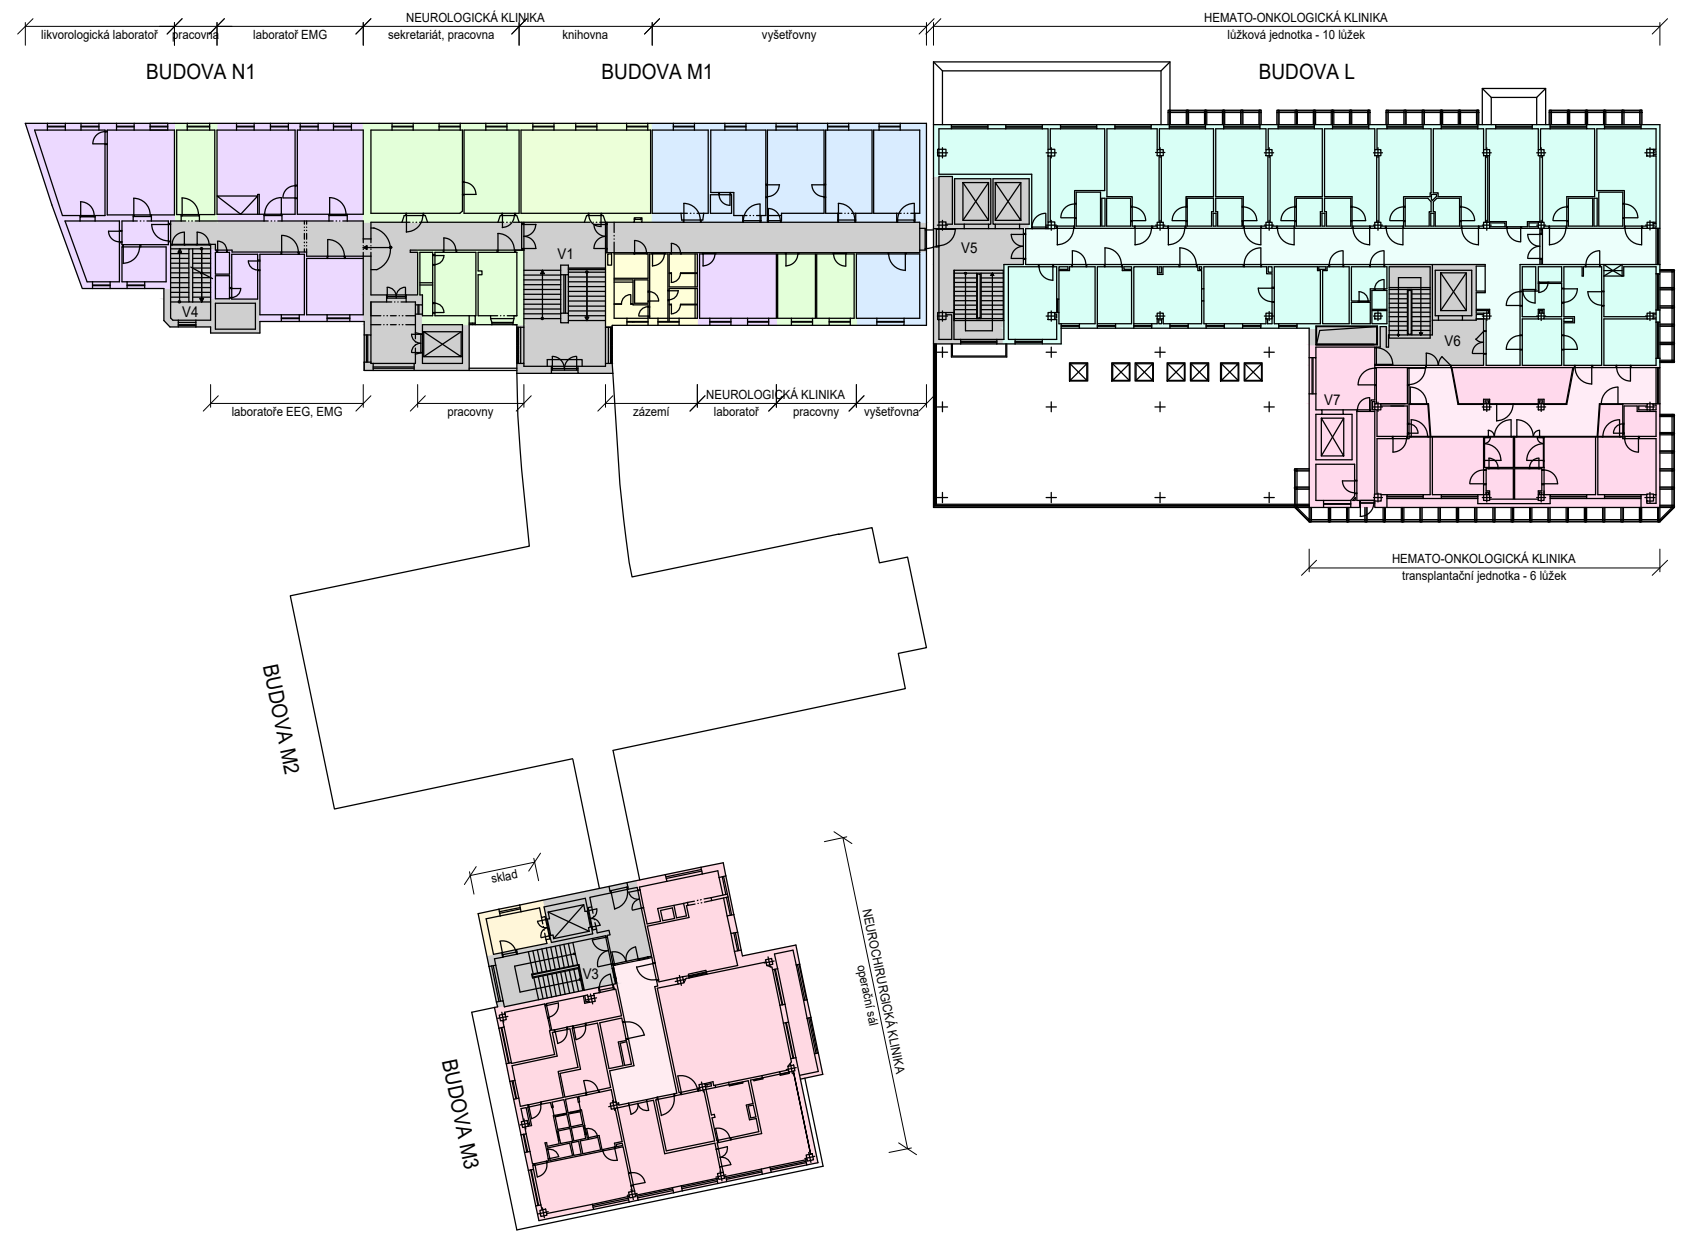 NEUROLOGICKÁ KLINIKA
HEMATO-ONKOLOGICKÁ KLINIKA
likvorologická laboratoř
pracovna
laboratoř EMG
sekretariát, pracovna
knihovna
vyšetřovny
lůžková jednotka - 10 lůžek
BUDOVA N1
BUDOVA M1
BUDOVA L
V1
V5
V4
V6
V7
NEUROLOGICKÁ KLINIKA
laboratoře EEG, EMG
pracovny
zázemí
laboratoř
pracovny
vyšetřovna
HEMATO-ONKOLOGICKÁ KLINIKA
transplantační jednotka - 6 lůžek
BUDOVA M2
sklad
NEUROCHIRURGICKÁ KLINIKA
operační sál
V3
BUDOVA M3